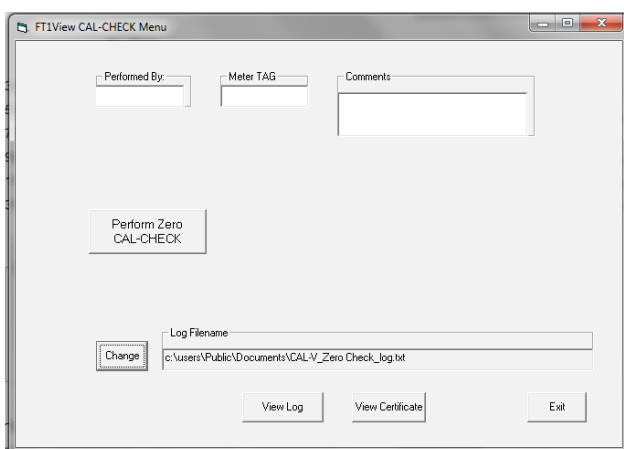 FT1View CAL-CHECK Menu
Performed By:
Meter TAG
Comments
Perform Zero
CAL-CHECK
Log Filename
Change
c:\users\Public\Documents\CAL-V_Zero Check_log.txt
View Log
View Certificate
Exit